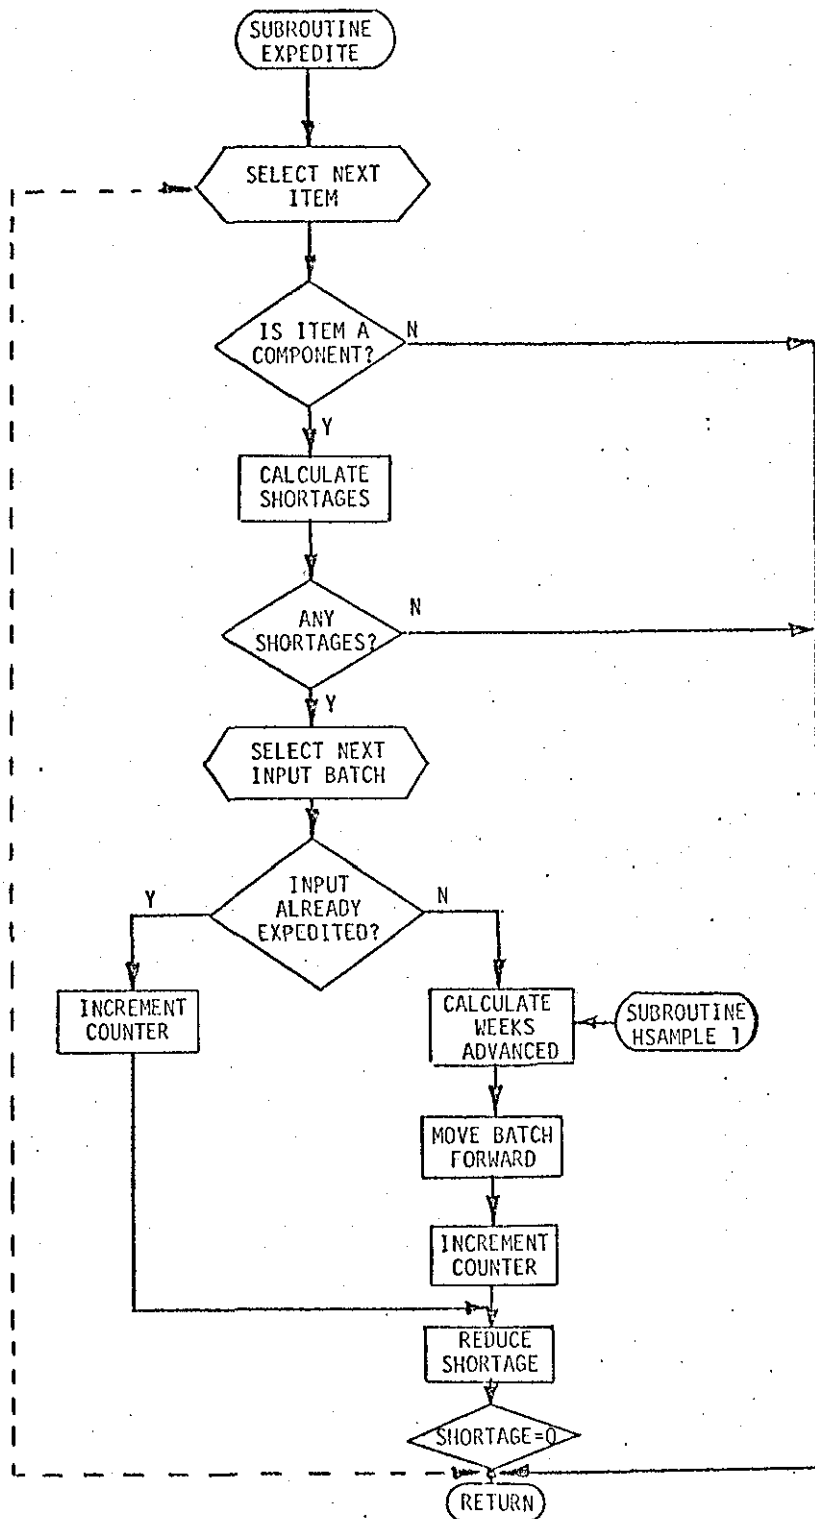 SUBROUTINE
EXPEDITE
SELECT NEXT
ITEM
IS ITEM A
COMPONENT?
N
Y
CALCULATE
SHORTAGES
ANY
SHORTAGES?
N
Y
SELECT NEXT
INPUT BATCH
INPUT
ALREADY
EXPEDITED?
Y
N
INCREMENT
COUNTER
CALCULATE
WEEKS
ADVANCED
SUBROUTINE
HSAMPLE 1
MOVE BATCH
FORWARD
INCREMENT
COUNTER
REDUCE
SHORTAGE
SHORTAGE=0
RETURN